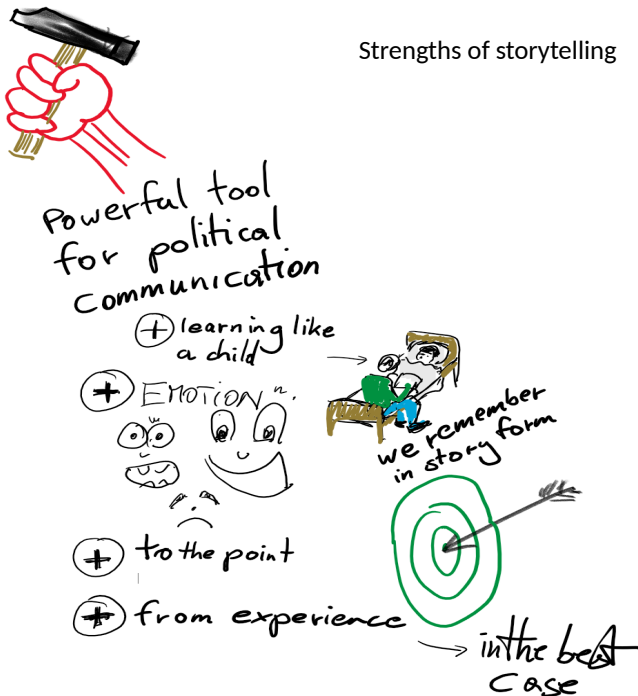 Strengths of storytelling
Powerful tool
for political
communication
+ learning like
a child
+ EMOTION".
we remember
in story form
+ to the point
+ from experience
in the best
case